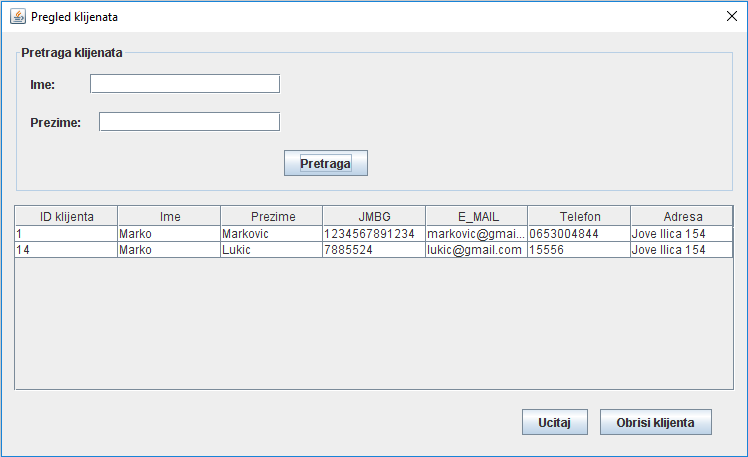 Pregled klijenata
Pretraga klijenata
Ime:
Prezime:
Pretraga
ID klijenta Ime Prezime JMBG E_MAIL Telefon Adresa
1 Marko Markovic 1234567891234 markovic@gmai... 0653004844 Jove Ilica 154
14 Marko Lukic 7885524 lukic@gmail.com 15556 Jove Ilica 154
Ucitaj Obrisi klijenta